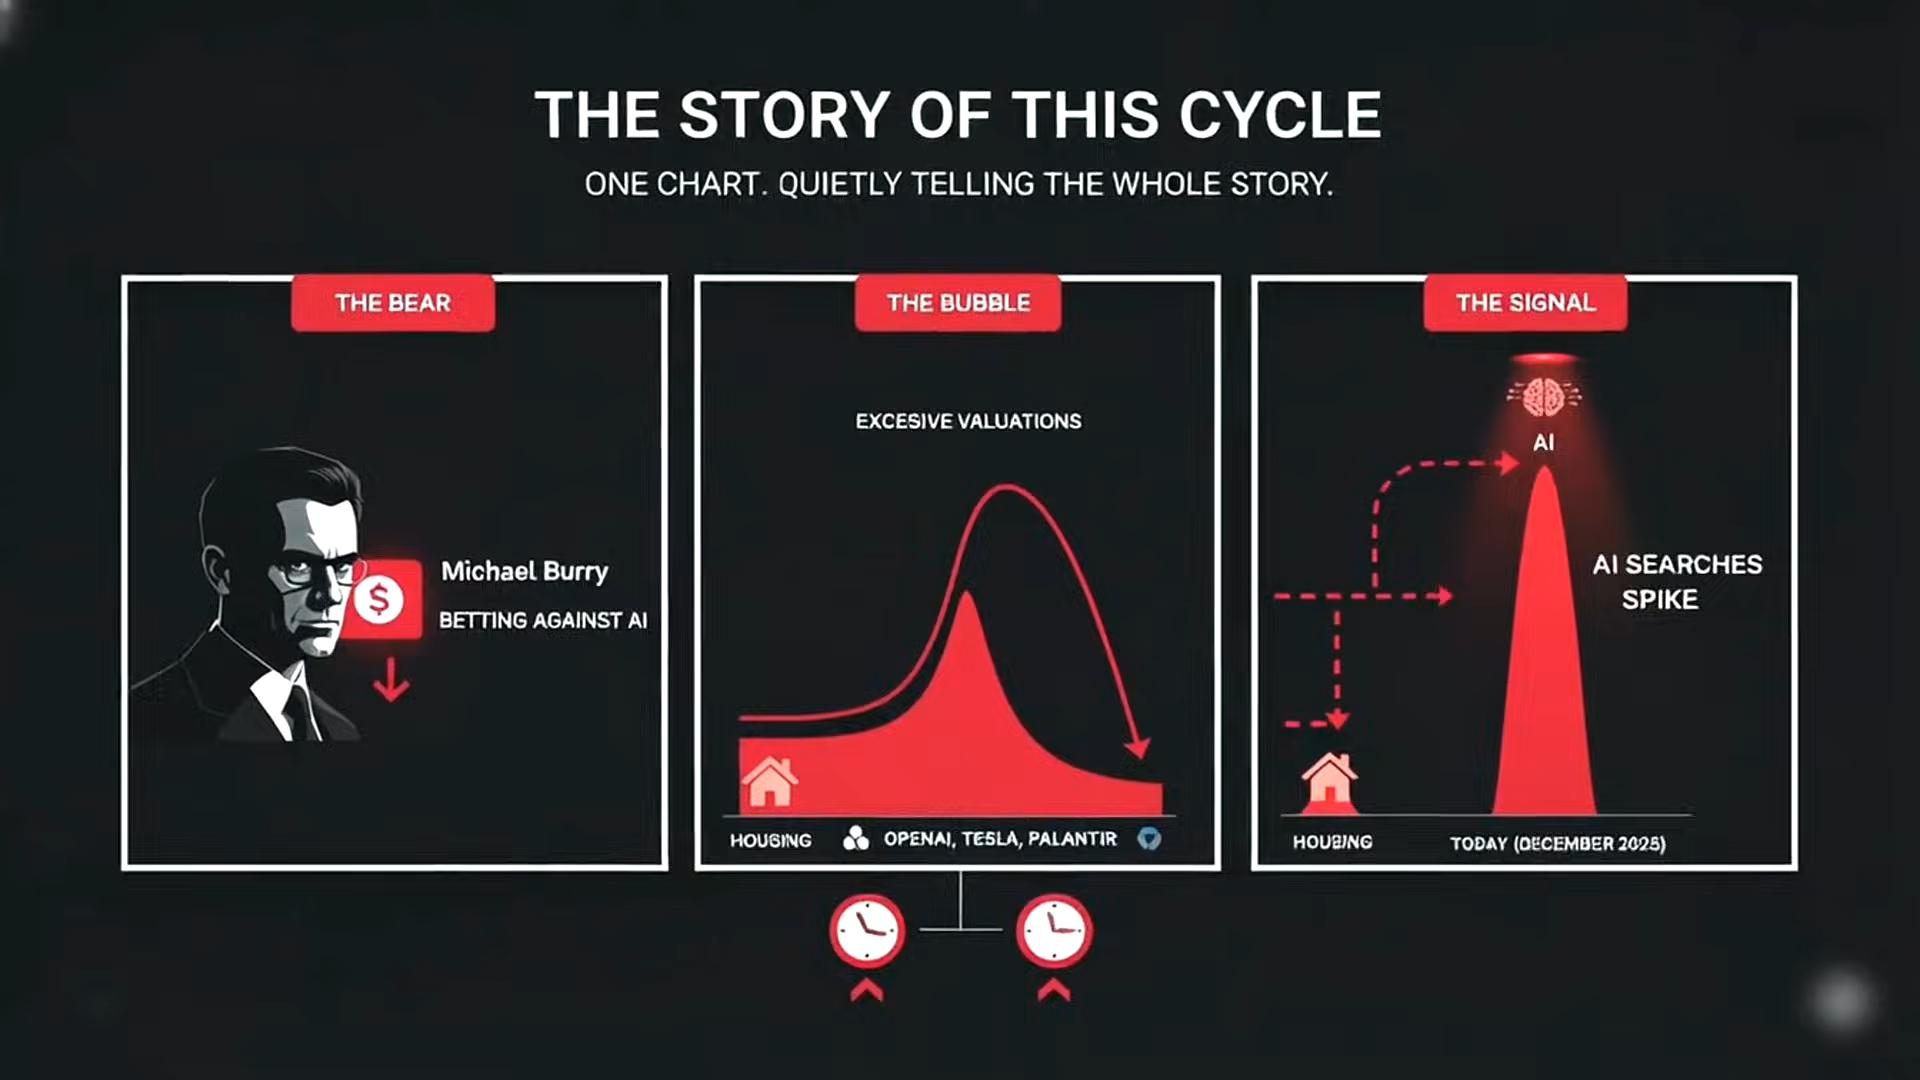 THE STORY OF THIS CYCLE
ONE CHART. QUIETLY TELLING THE WHOLE STORY.
THE BEAR
Michael Burry
BETTING AGAINST AI
$
THE BUBBLE
EXCESIVE VALUATIONS
HOUSING
OPENAI, TESLA, PALANTIR
THE SIGNAL
AI
AI SEARCHES
SPIKE
HOUSING
TODAY (DECEMBER 2025)